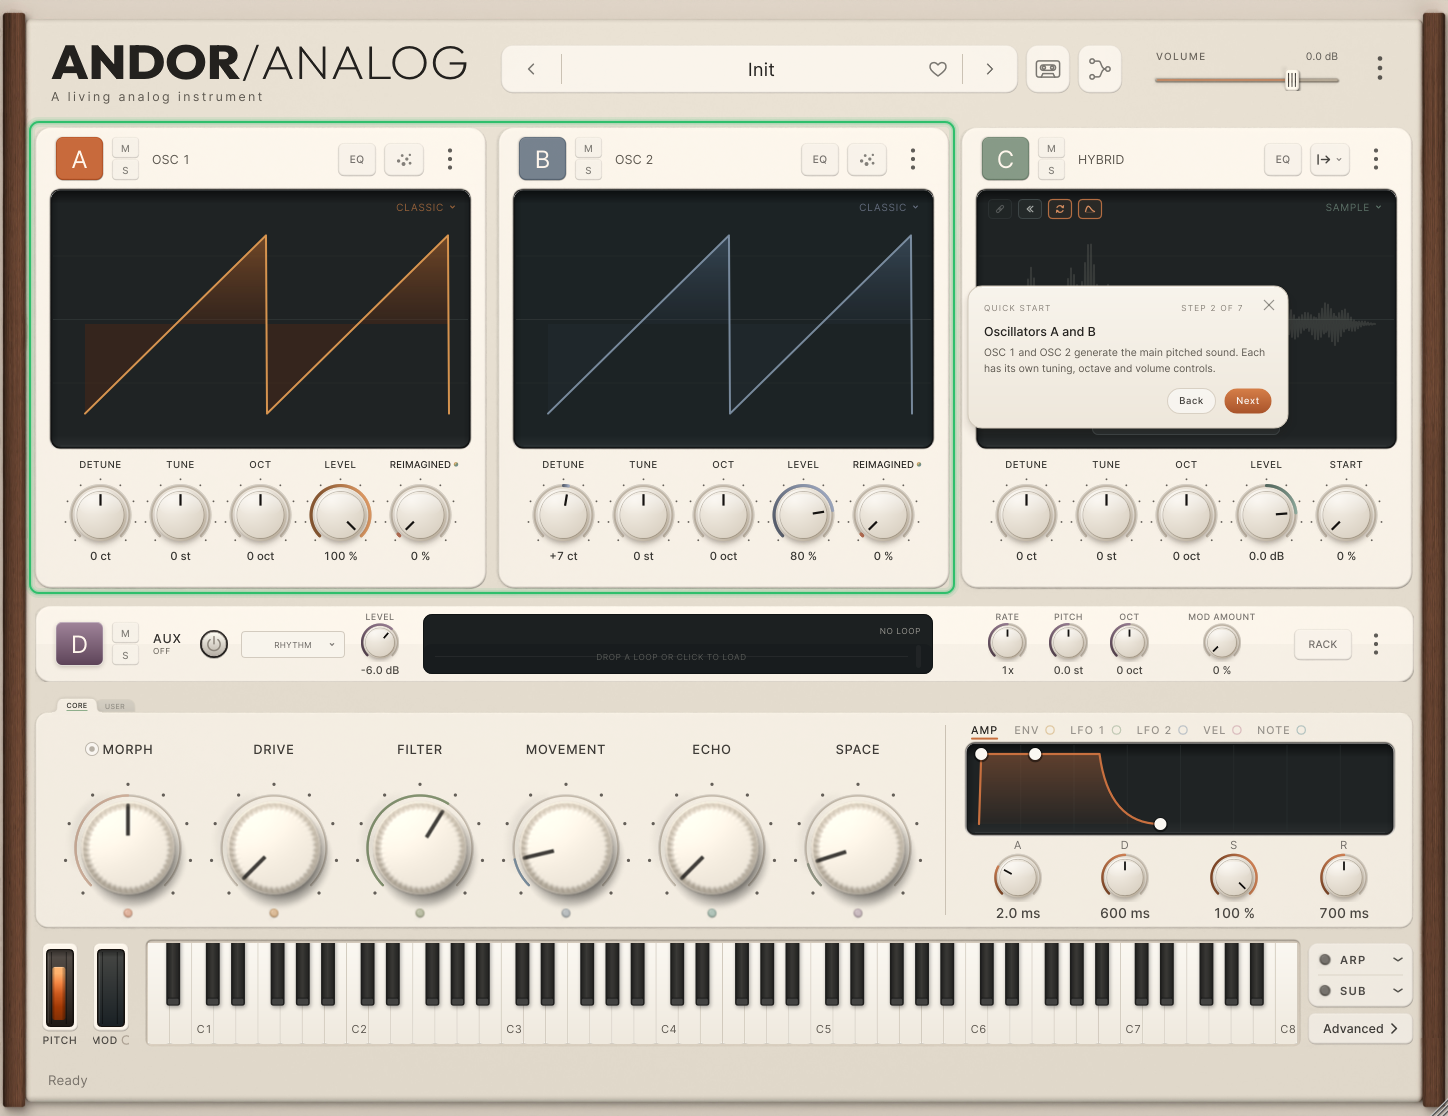 ANDOR/ANALOG
A living analog instrument
Init
VOLUME 0.0 dB
A M S OSC 1 EQ
CLASSIC
DETUNE TUNE OCT LEVEL REIMAGINED
0 ct 0 st 0 oct 100 % 0 %
B M S OSC 2 EQ
CLASSIC
DETUNE TUNE OCT LEVEL REIMAGINED
+7 ct 0 st 0 oct 80 % 0 %
C M S HYBRID EQ
SAMPLE
QUICK START STEP 2 OF 7
Oscillators A and B
OSC 1 and OSC 2 generate the main pitched sound. Each
has its own tuning, octave and volume controls.
Back Next
DETUNE TUNE OCT LEVEL START
0 ct 0 st 0 oct 0.0 dB 0 %
D M S AUX
OFF
RHYTHM
LEVEL
-6.0 dB
NO LOOP
DROP A LOOP OR CLICK TO LOAD
RATE PITCH OCT MOD AMOUNT
1x 0.0 st 0 oct 0 %
RACK
CORE USER
MORPH DRIVE FILTER MOVEMENT ECHO SPACE
AMP ENV LFO 1 LFO 2 VEL NOTE
A D S R
2.0 ms 600 ms 100 % 700 ms
PITCH MOD
C1 C2 C3 C4 C5 C6 C7 C8
ARP
SUB
Advanced
Ready